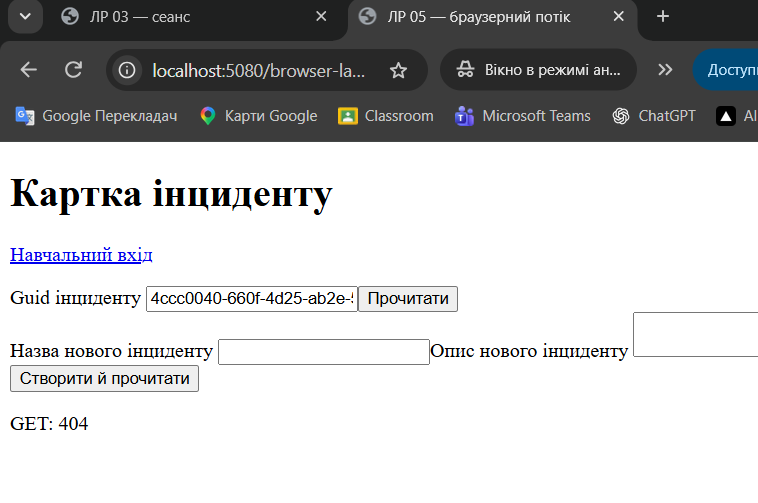 ЛР 03 — сеанс
ЛР 05 — браузерний потік
localhost:5080/browser-la...
Вікно в режимі ан...
Доступ
Google Перекладач
Карти Google
Classroom
Microsoft Teams
ChatGPT
AI
Картка інциденту
Навчальний вхід
Guid інциденту 4ccc0040-660f-4d25-ab2e- Прочитати
Назва нового інциденту Опис нового інциденту
Створити й прочитати
GET: 404